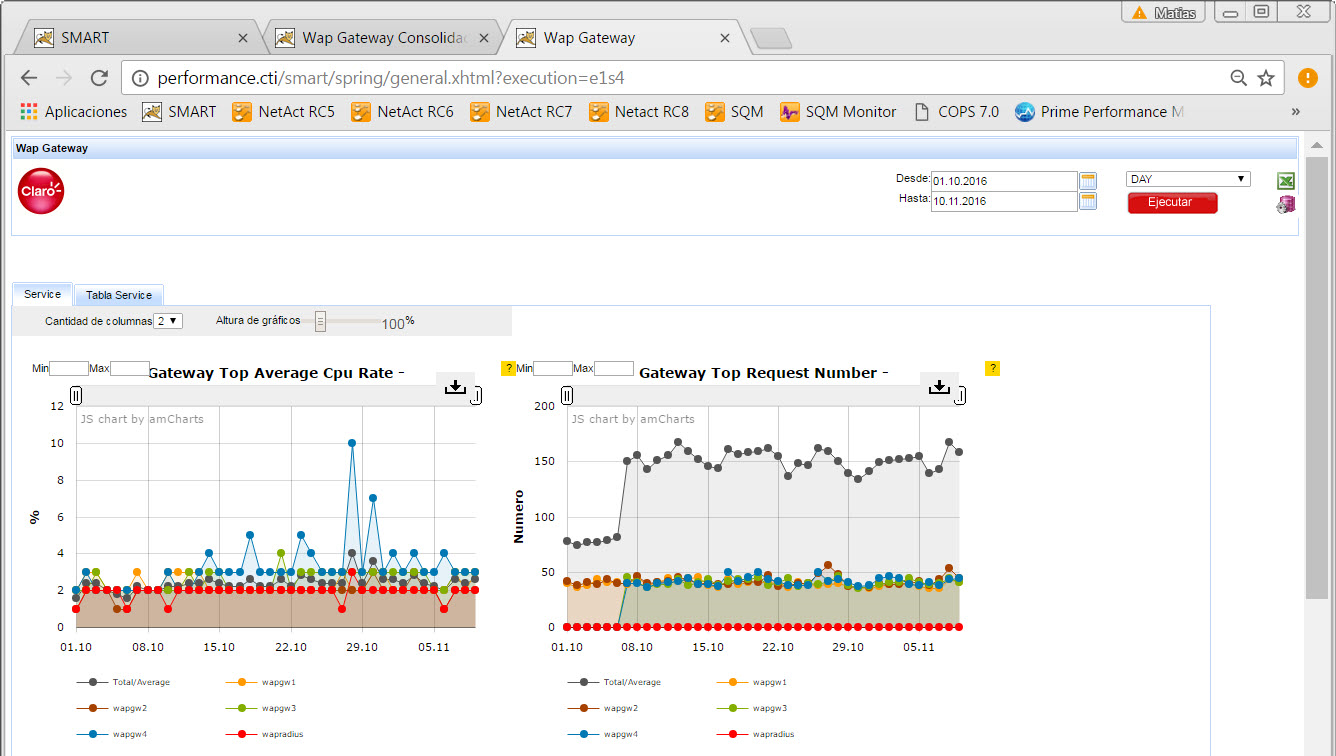 Matias
SMART
Wap Gateway Consolida
Wap Gateway
performance.cti/smart/spring/general.xhtml?execution=e1s4
Aplicaciones SMART NetAct RC5 NetAct RC6 NetAct RC7 Netact RC8 SQM SQM Monitor COPS 7.0 Prime Performance M »
Wap Gateway
Claro
Desde: 01.10.2016 DAY
Hasta: 10.11.2016 Ejecutar
Service Tabla Service
Cantidad de columnas 2 Altura de gráficos 100%
Min Max Gateway Top Average Cpu Rate - ?
JS chart by amCharts
12
10
8
6
4
2
0
%
01.10 08.10 15.10 22.10 29.10 05.11
Total/Average wapgw1
wapgw2 wapgw3
wapgw4 wapradius
Min Max Gateway Top Request Number - ?
JS chart by amCharts
200
150
100
50
0
Numero
01.10 08.10 15.10 22.10 29.10 05.11
Total/Average wapgw1
wapgw2 wapgw3
wapgw4 wapradius